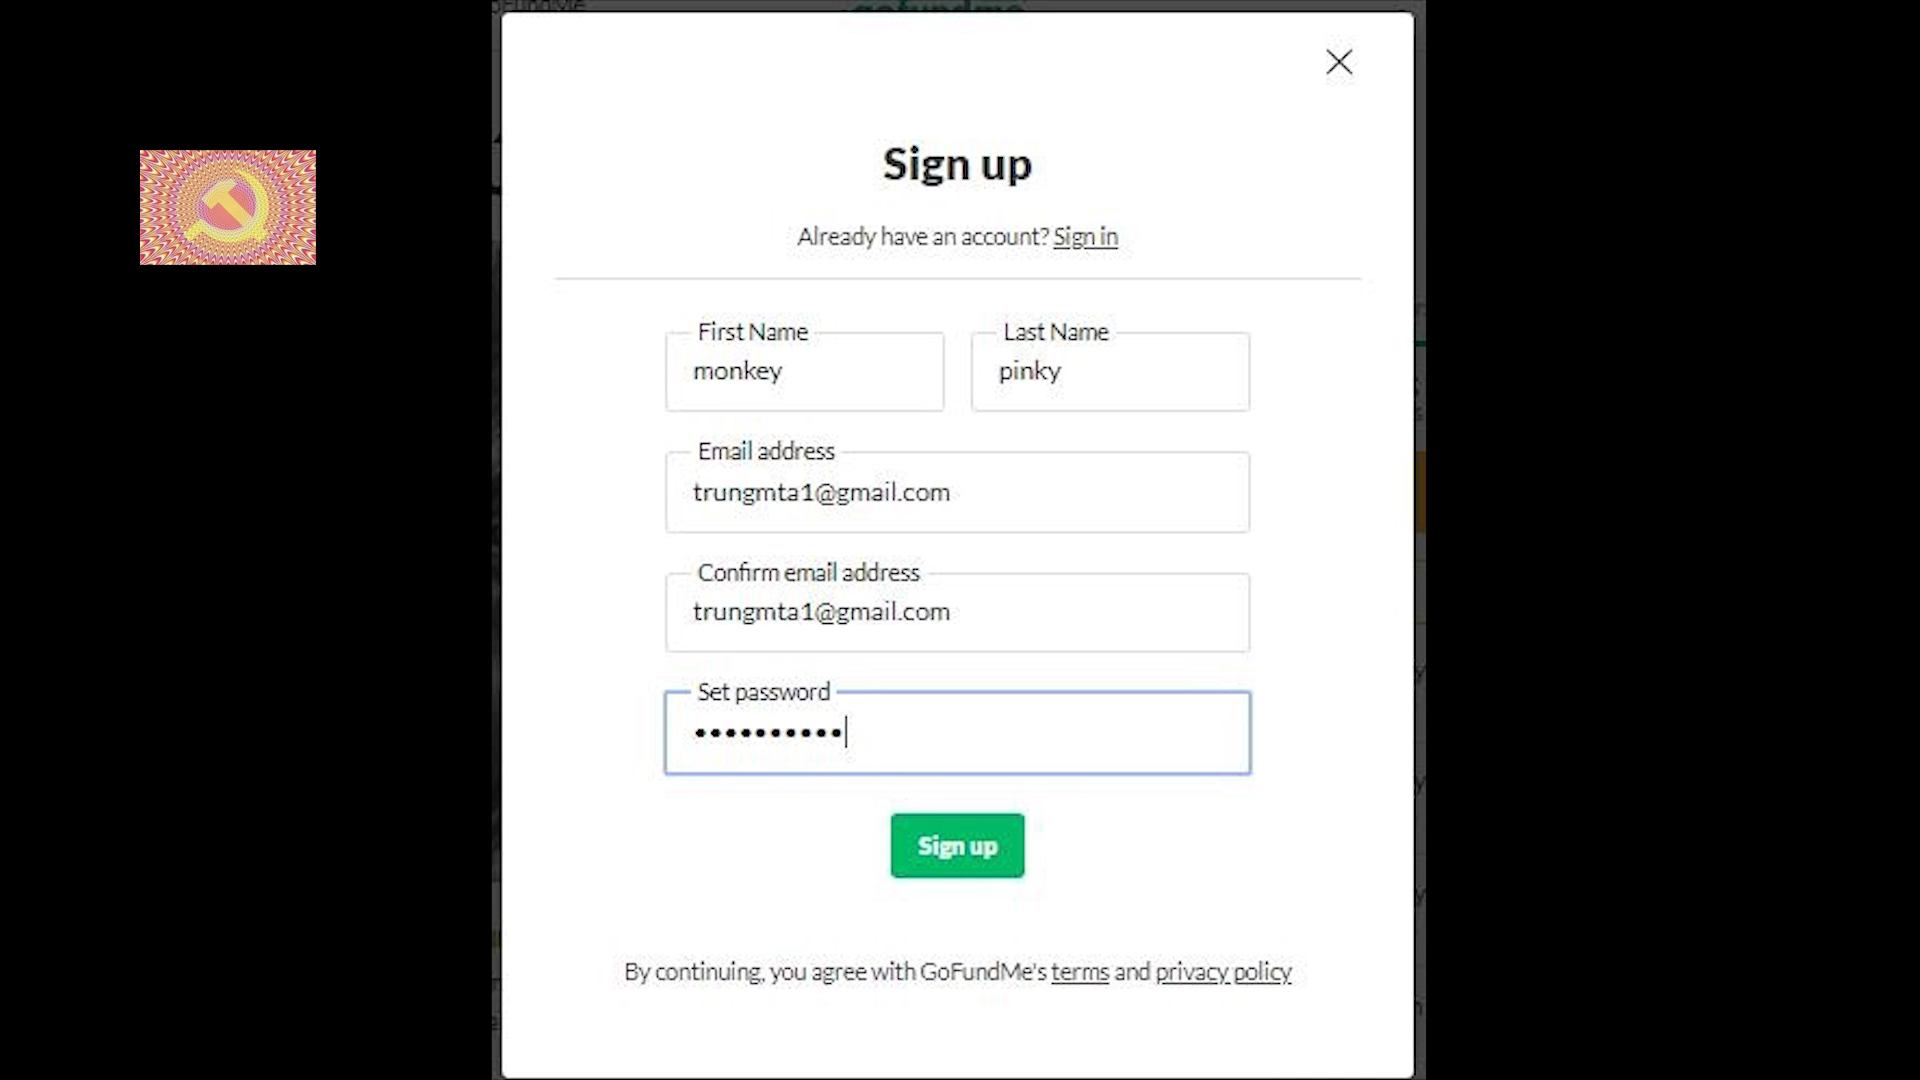 Sign up
Already have an account? Sign in
First Name
Last Name
monkey
pinky
Email address
trungmta1@gmail.com
Confirm email address
trungmta1@gmail.com
Set password
Sign up
By continuing, you agree with GoFundMe's terms and privacy policy